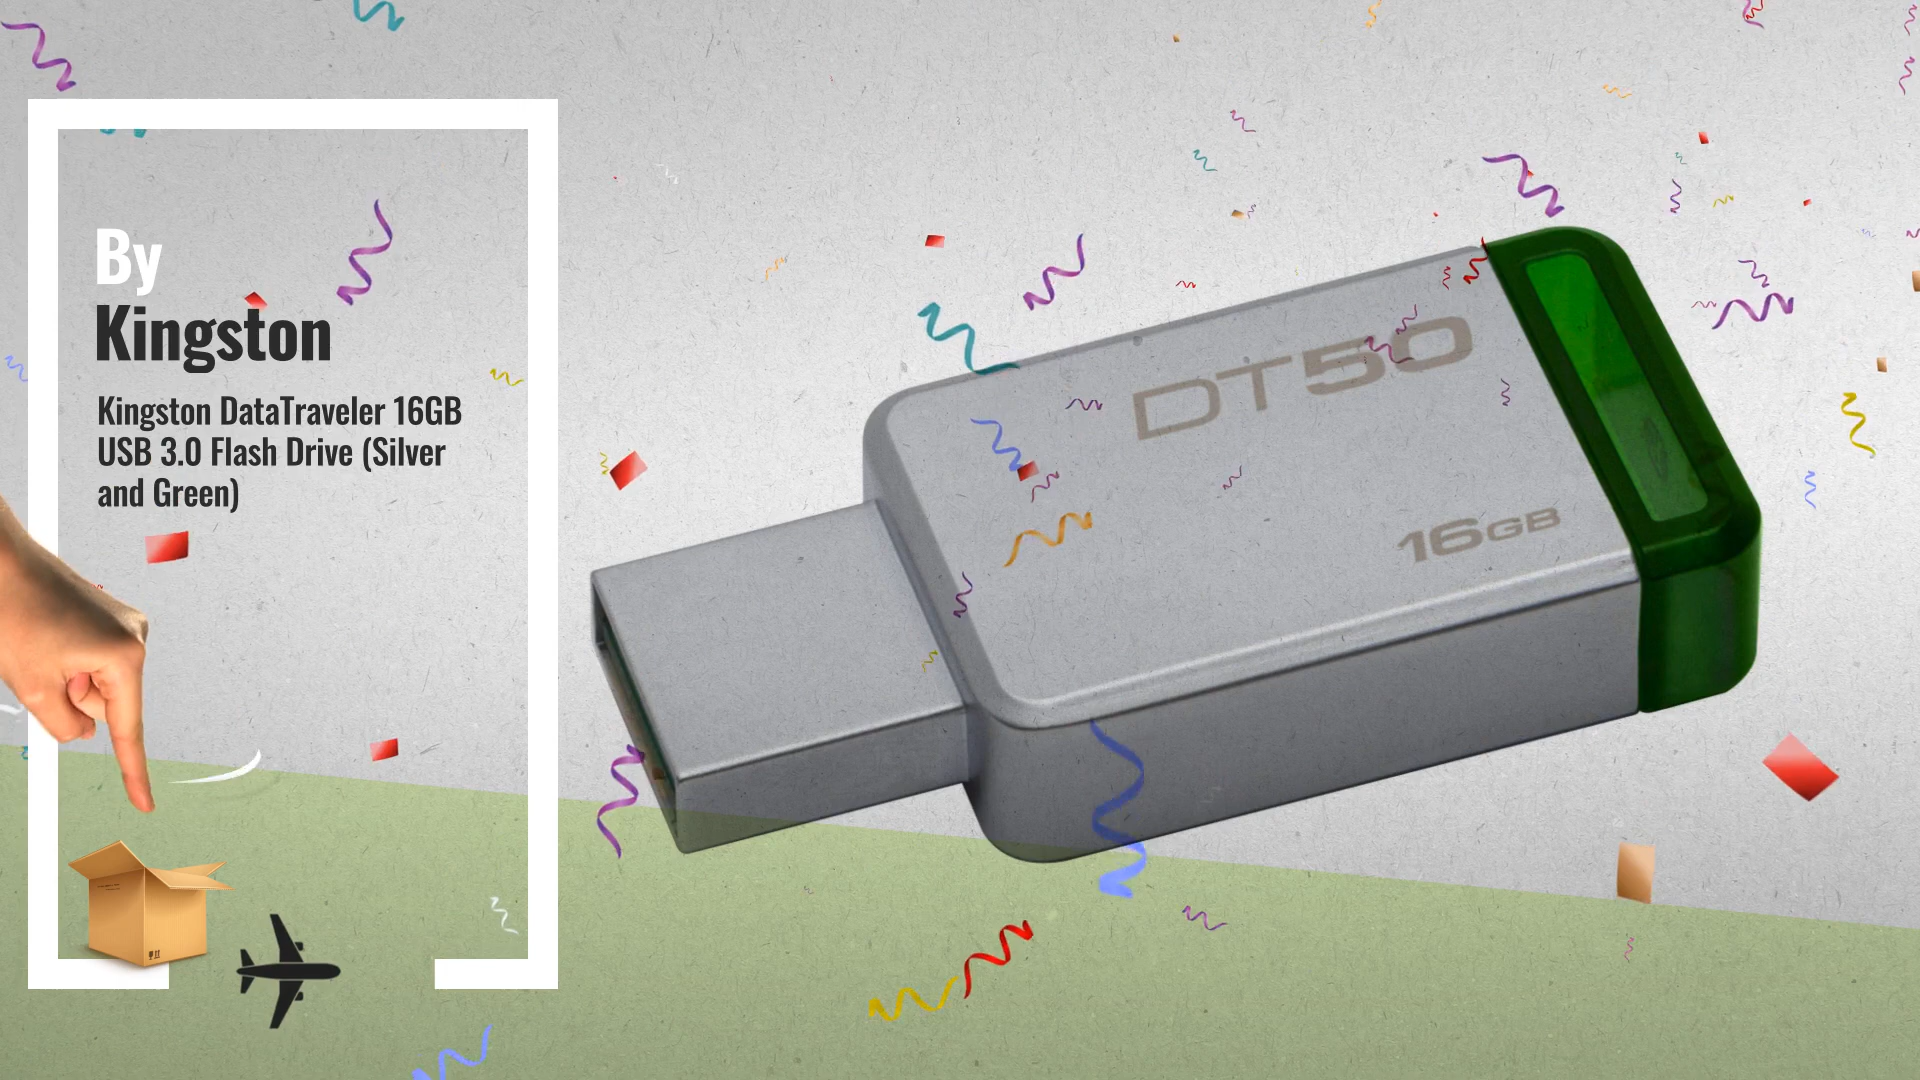 By
Kingston
Kingston DataTraveler 16GB
USB 3.0 Flash Drive (Silver
and Green)
DT50
16GB